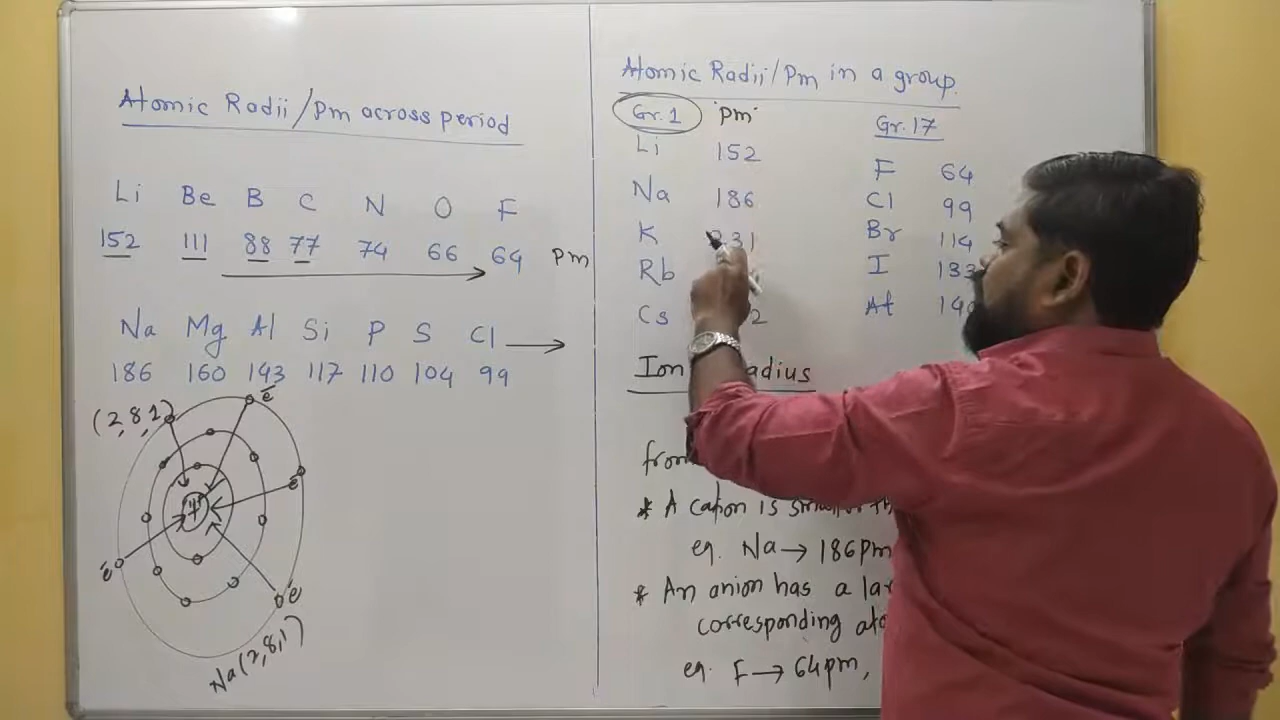 Atomic Radii/Pm across period
Li Be B C N O F
152 111 88 77 74 66 64 Pm
Na Mg Al Si P S Cl
186 160 143 117 110 104 99
(2,8,1)
e̅
e̅
e̅
e̅
Na(2,8,1)
Atomic Radii/Pm in a group.
Gr.1 "Pm"
Li 152
Na 186
K 231
Rb
Cs
Gr.17
F 64
Cl 99
Br 114
I 133
At 140
Ion adius
from
* A cation is
eg. Na → 186pm
* An anion has a
corresponding
eg. F → 64pm,